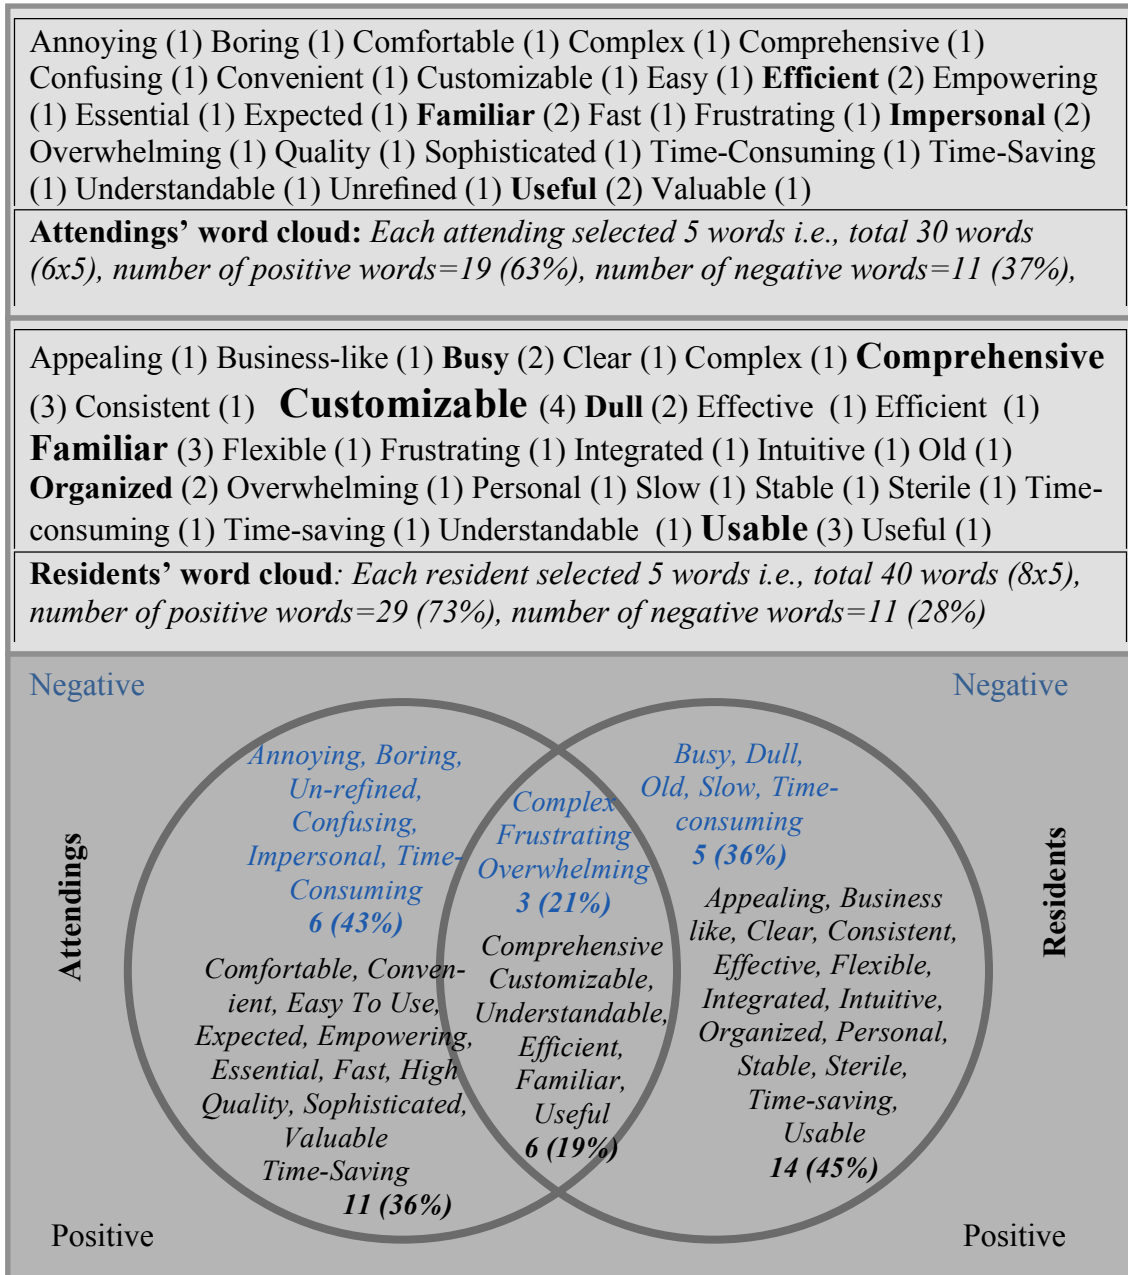 Annoying (1) Boring (1) Comfortable (1) Complex (1) Comprehensive (1)
Confusing (1) Convenient (1) Customizable (1) Easy (1) Efficient (2) Empowering
(1) Essential (1) Expected (1) Familiar (2) Fast (1) Frustrating (1) Impersonal (2)
Overwhelming (1) Quality (1) Sophisticated (1) Time-Consuming (1) Time-Saving
(1) Understandable (1) Unrefined (1) Useful (2) Valuable (1)
Attendings’ word cloud: Each attending selected 5 words i.e., total 30 words
(6x5), number of positive words=19 (63%), number of negative words=11 (37%),
Appealing (1) Business-like (1) Busy (2) Clear (1) Complex (1) Comprehensive
(3) Consistent (1) Customizable (4) Dull (2) Effective (1) Efficient (1)
Familiar (3) Flexible (1) Frustrating (1) Integrated (1) Intuitive (1) Old (1)
Organized (2) Overwhelming (1) Personal (1) Slow (1) Stable (1) Sterile (1) Time-
consuming (1) Time-saving (1) Understandable (1) Usable (3) Useful (1)
Residents’ word cloud: Each resident selected 5 words i.e., total 40 words (8x5),
number of positive words=29 (73%), number of negative words=11 (28%)
Negative
Negative
Attendings
Annoying, Boring,
Un-refined,
Confusing,
Impersonal, Time-
Consuming
6 (43%)
Comfortable, Conven-
ient, Easy To Use,
Expected, Empowering,
Essential, Fast, High
Quality, Sophisticated,
Valuable
Time-Saving
11 (36%)
Complex
Frustrating
Overwhelming
3 (21%)
Comprehensive
Customizable,
Understandable,
Efficient,
Familiar,
Useful
6 (19%)
Busy, Dull,
Old, Slow, Time-
consuming
5 (36%)
Appealing, Business
like, Clear, Consistent,
Effective, Flexible,
Integrated, Intuitive,
Organized, Personal,
Stable, Sterile,
Time-saving,
Usable
14 (45%)
Residents
Positive
Positive